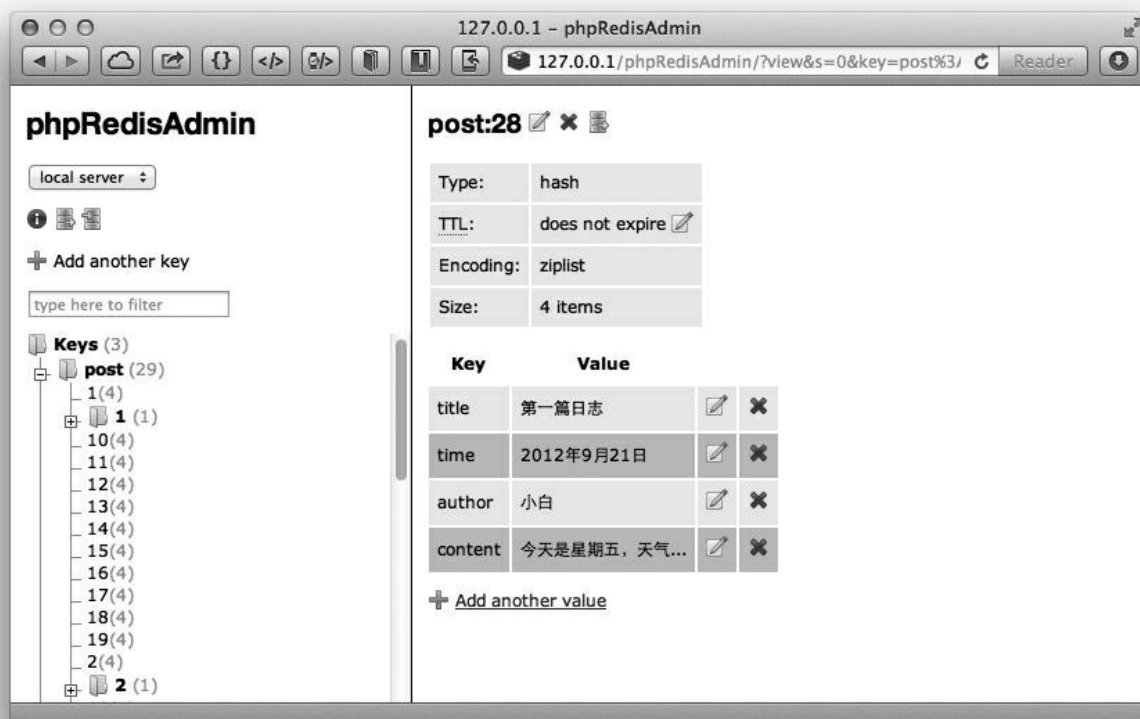 127.0.0.1 – phpRedisAdmin
127.0.0.1/phpRedisAdmin/?view&s=0&key=post%3/
Reader
phpRedisAdmin
local server
Add another key
type here to filter
Keys (3)
post (29)
1(4)
1 (1)
10(4)
11(4)
12(4)
13(4)
14(4)
15(4)
16(4)
17(4)
18(4)
19(4)
2(4)
2 (1)
post:28
Type: hash
TTL: does not expire
Encoding: ziplist
Size: 4 items
Key Value
title 第一篇日志
time 2012年9月21日
author 小白
content 今天是星期五，天气...
Add another value